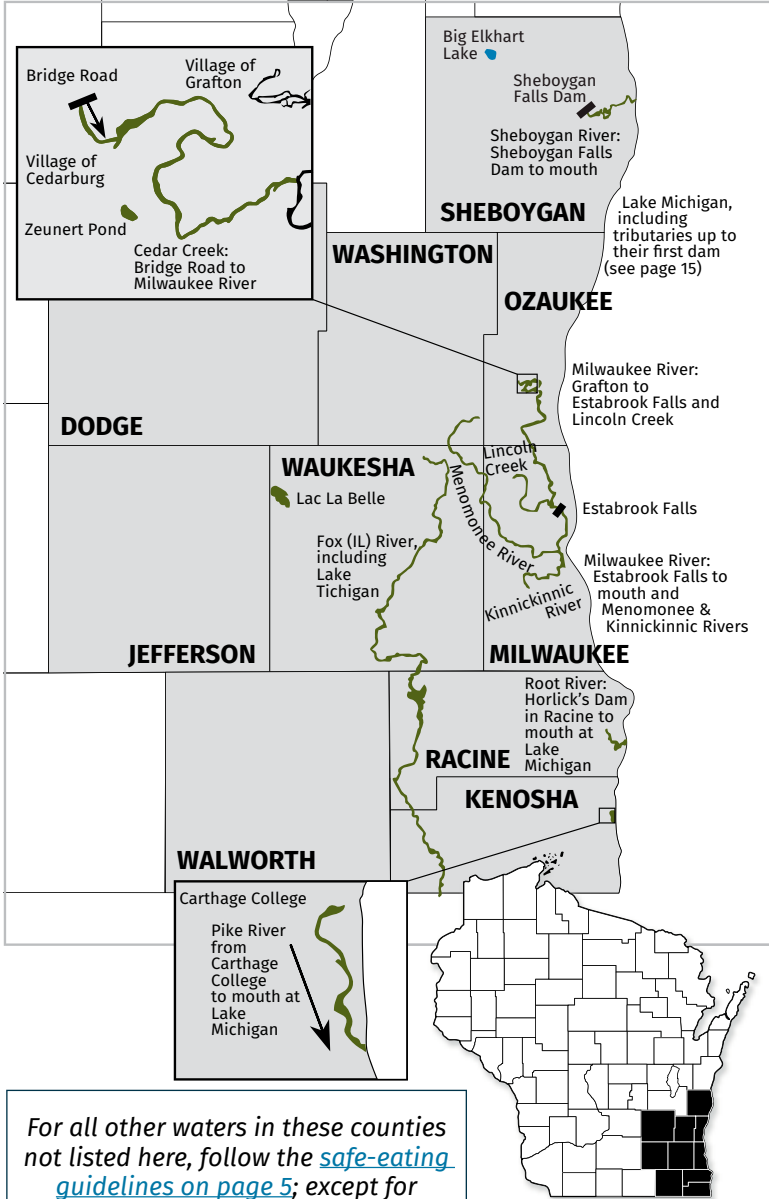 Big Elkhart
Lake
Sheboygan
Falls Dam
Sheboygan River:
Sheboygan Falls
Dam to mouth
SHEBOYGAN
Bridge Road
Village of
Grafton
Village of
Cedarburg
Zeunert Pond
Cedar Creek:
Bridge Road to
Milwaukee River
Lake Michigan,
including
tributaries up to
their first dam
(see page 15)
WASHINGTON
OZAUKEE
Milwaukee River:
Grafton to
Estabrook Falls and
Lincoln Creek
DODGE
WAUKESHA
Lincoln
Creek
Lac La Belle
Menomonee River
Estabrook Falls
Fox (IL) River,
including
Lake
Tichigan
Milwaukee River:
Estabrook Falls to
mouth and
Menomonee &
Kinnickinnic Rivers
Kinnickinnic
River
JEFFERSON
MILWAUKEE
Root River:
Horlick's Dam
in Racine to
mouth at
Lake
Michigan
RACINE
KENOSHA
WALWORTH
Carthage College
Pike River
from
Carthage
College
to mouth at
Lake
Michigan
For all other waters in these counties
not listed here, follow the safe-eating
guidelines on page 5; except for